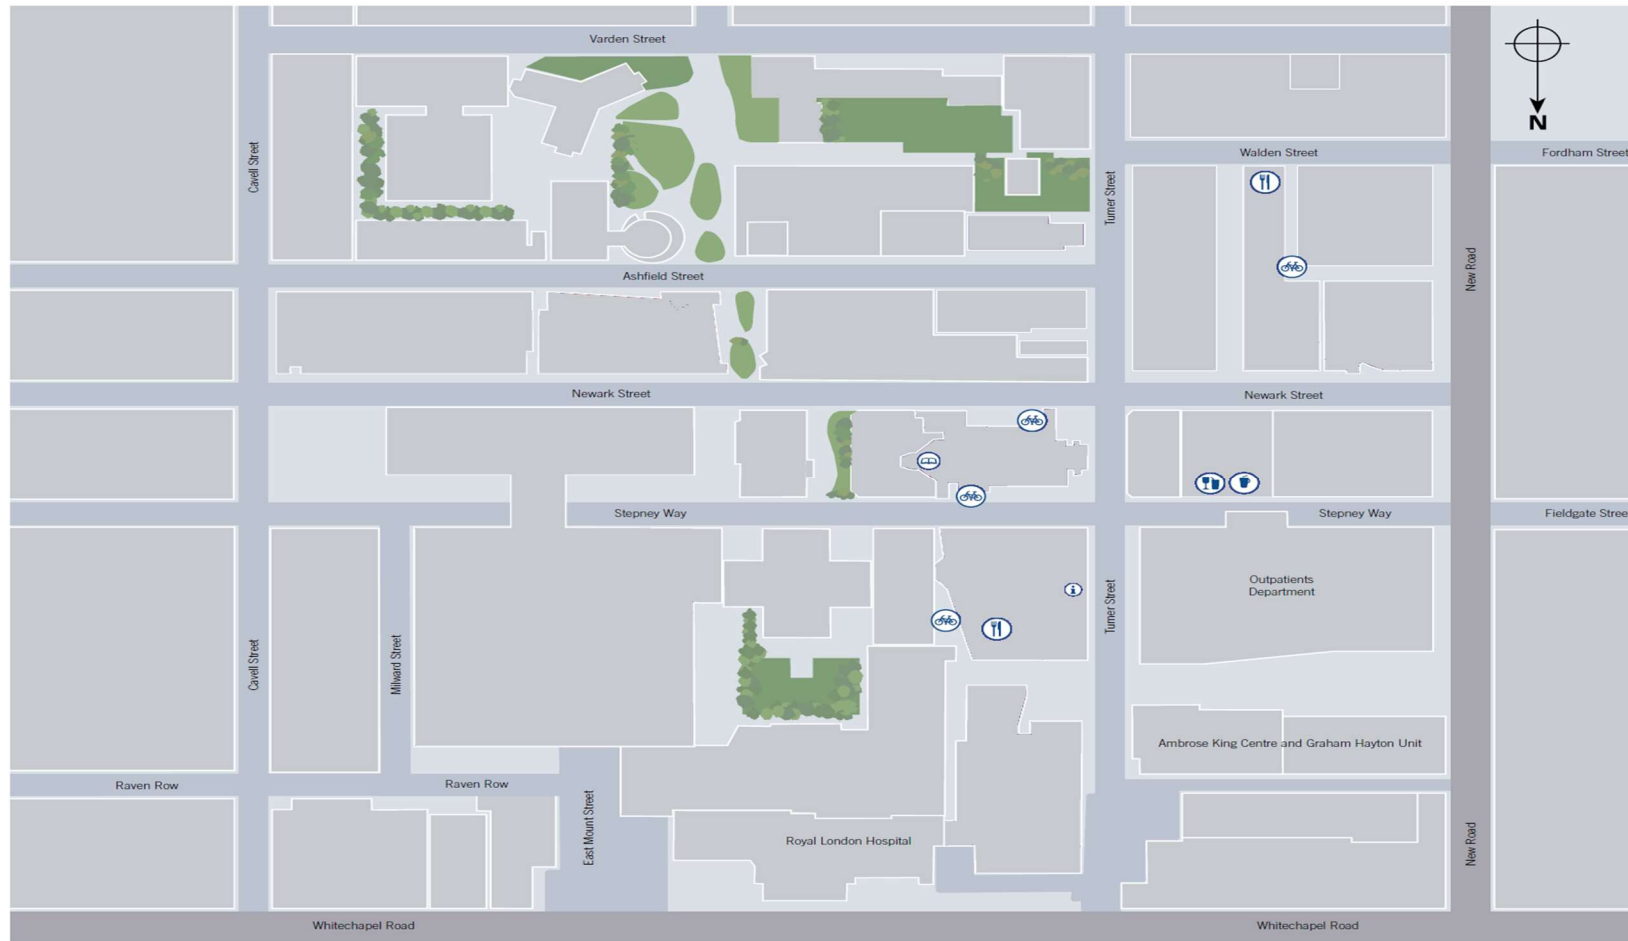 Varden Street
N
Cavell Street
Walden Street
Fordham Street
Turner Street
Ashfield Street
New Road
Newark Street
Newark Street
Stepney Way
Stepney Way
Fieldgate Stree
Outpatients
Department
Cavell Street
Milward Street
Turner Street
Ambrose King Centre and Graham Hayton Unit
Raven Row
Raven Row
East Mount Street
Royal London Hospital
New Road
Whitechapel Road
Whitechapel Road